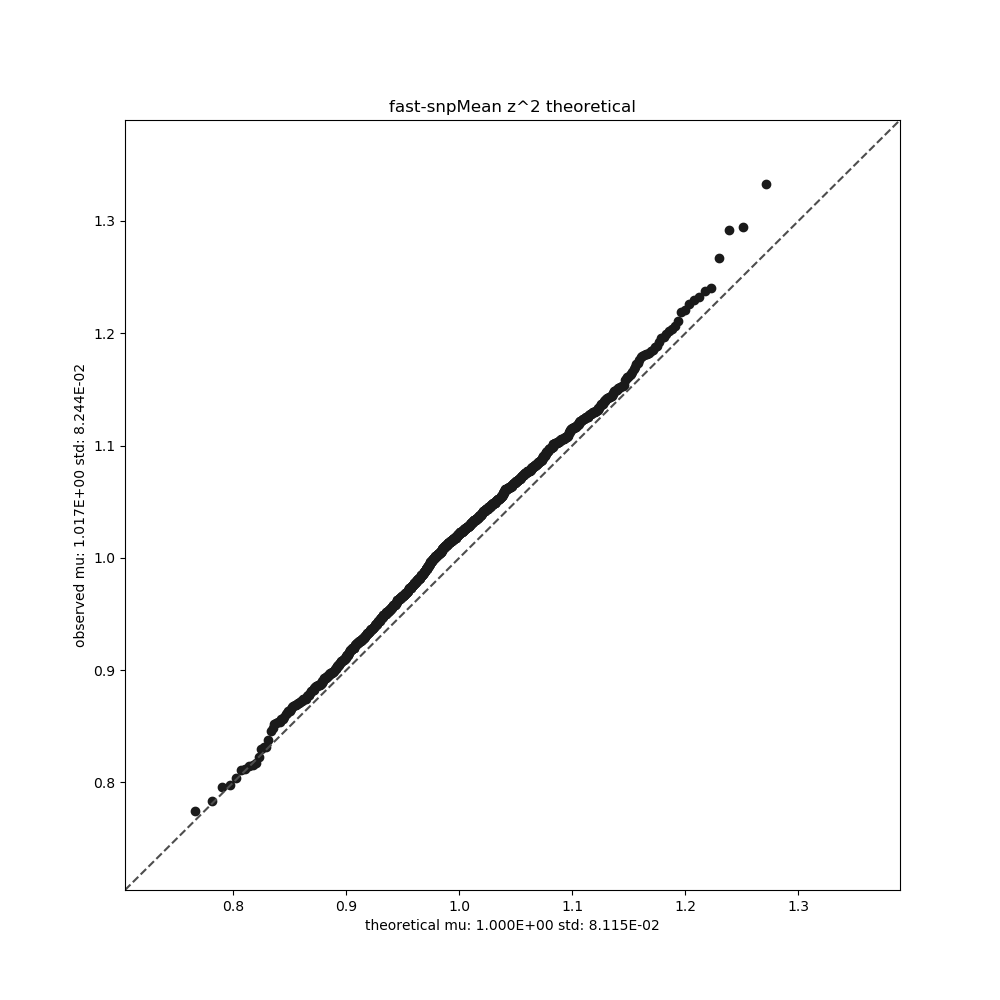 fast-snpMean z^2 theoretical
observed mu: 1.017E+00 std: 8.244E-02
1.3
1.2
1.1
1.0
0.9
0.8
0.8 0.9 1.0 1.1 1.2 1.3
theoretical mu: 1.000E+00 std: 8.115E-02